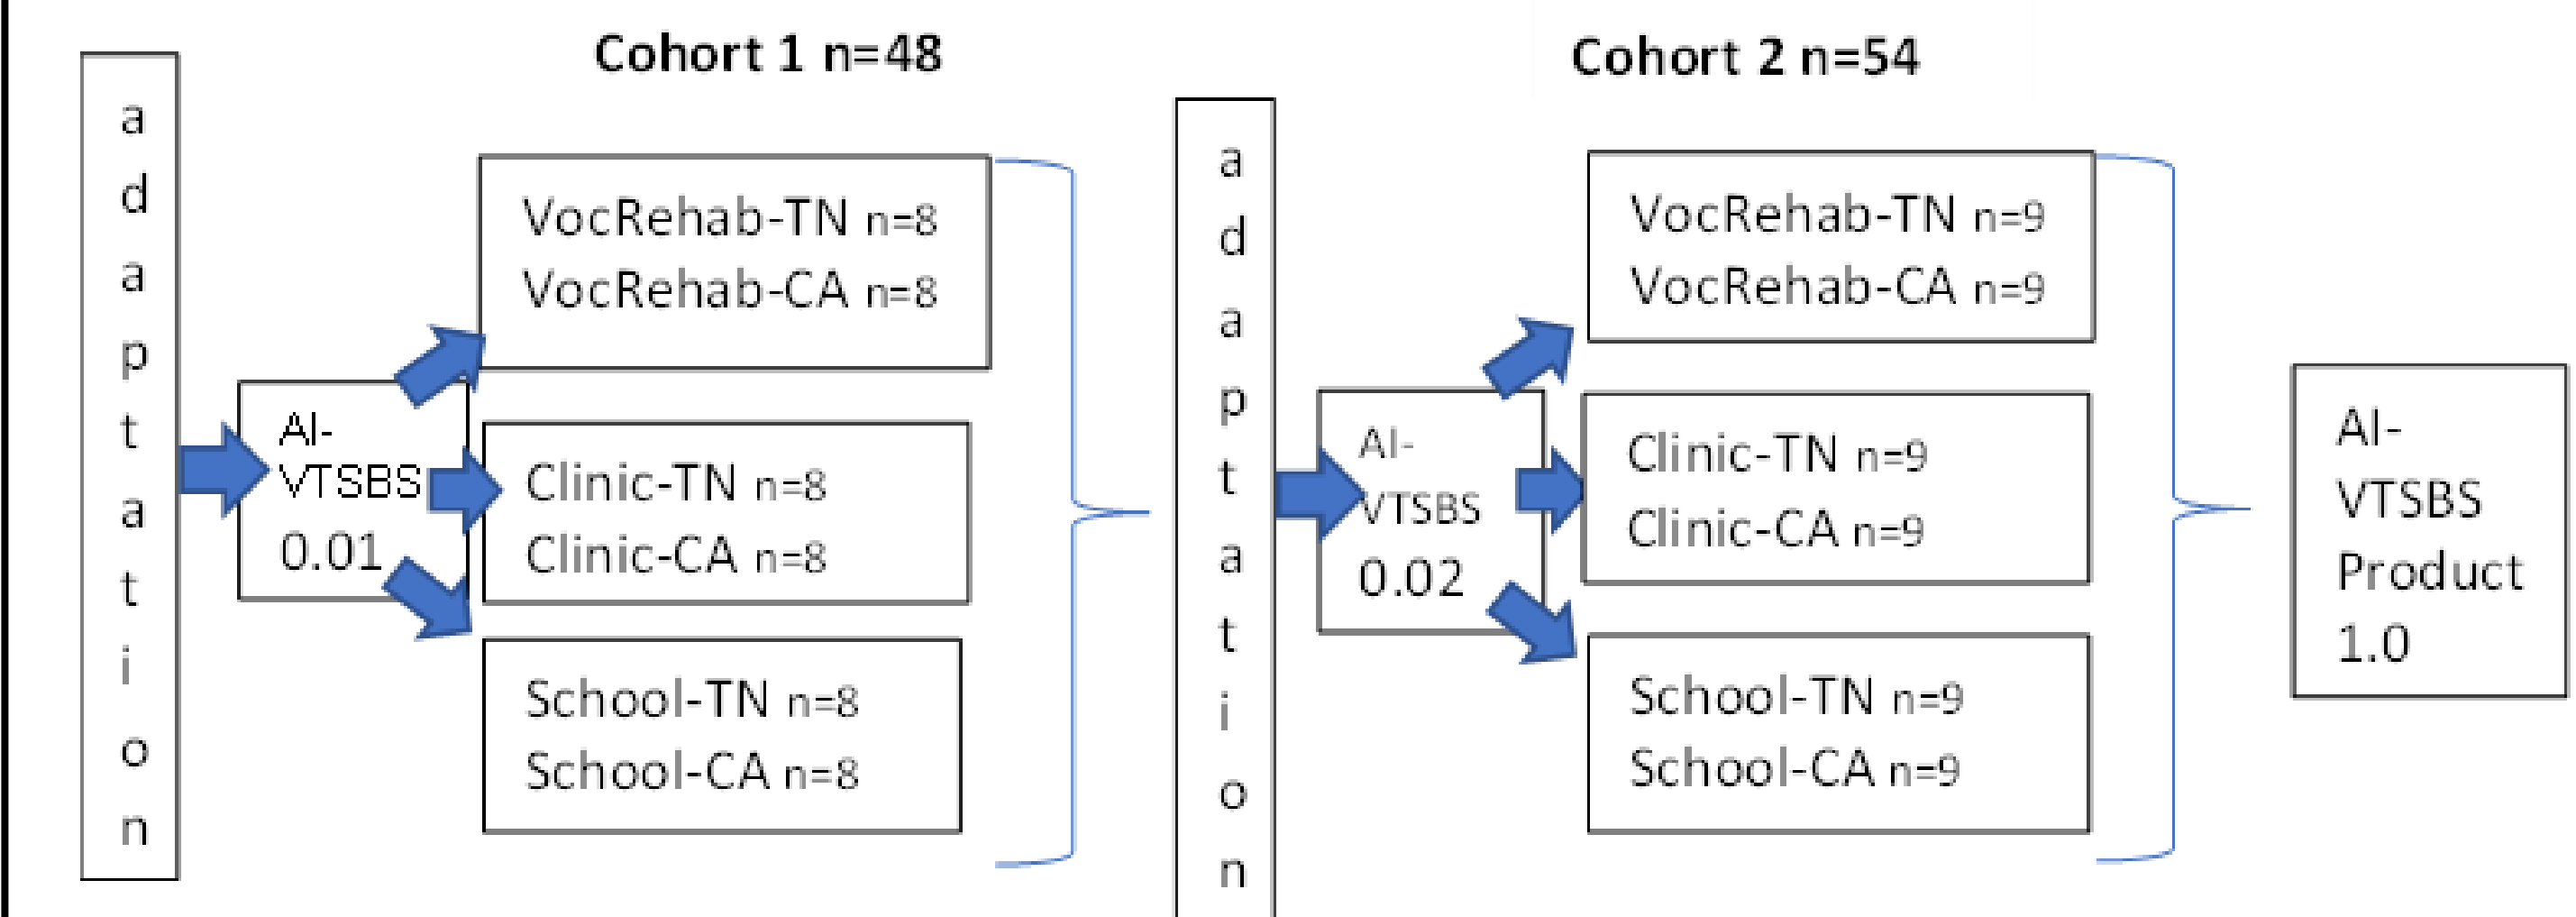 Cohort 1 n=48
a
d
a
p
t
a
t
i
o
n
AI-
VTSBS
0.01
VocRehab-TN n=8
VocRehab-CA n=8
Clinic-TN n=8
Clinic-CA n=8
School-TN n=8
School-CA n=8
Cohort 2 n=54
a
d
a
p
t
a
t
i
o
n
AI-
VTSBS
0.02
VocRehab-TN n=9
VocRehab-CA n=9
Clinic-TN n=9
Clinic-CA n=9
School-TN n=9
School-CA n=9
AI-
VTSBS
Product
1.0